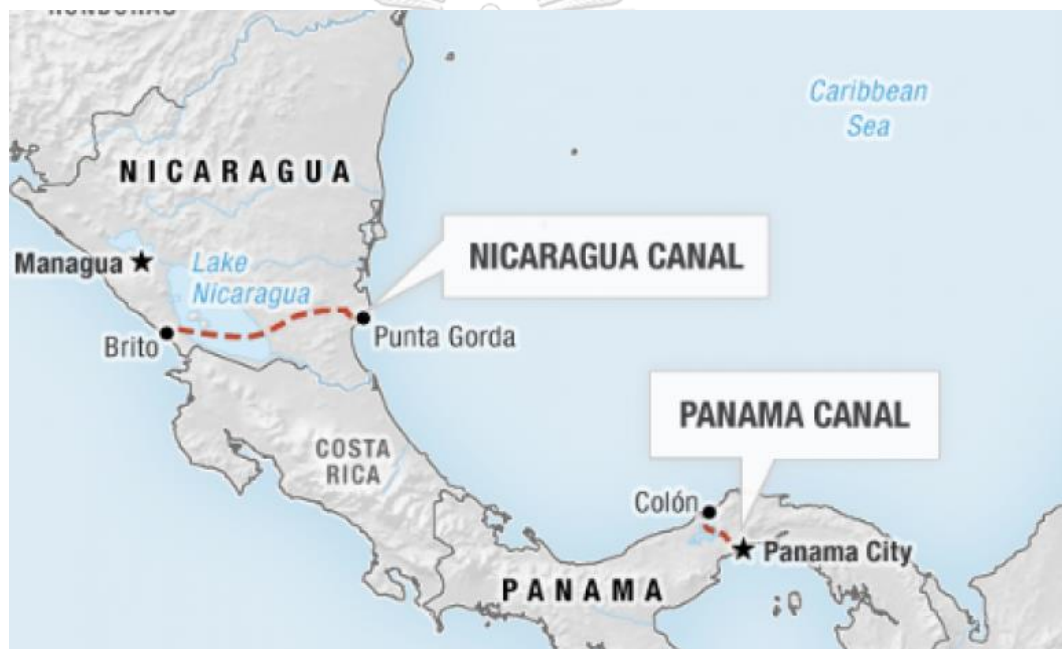 HONDURAS
Caribbean
Sea
NICARAGUA
NICARAGUA CANAL
Managua
Lake
Nicaragua
Brito
Punta Gorda
PANAMA CANAL
COSTA
RICA
Colón
Panama City
PANAMA